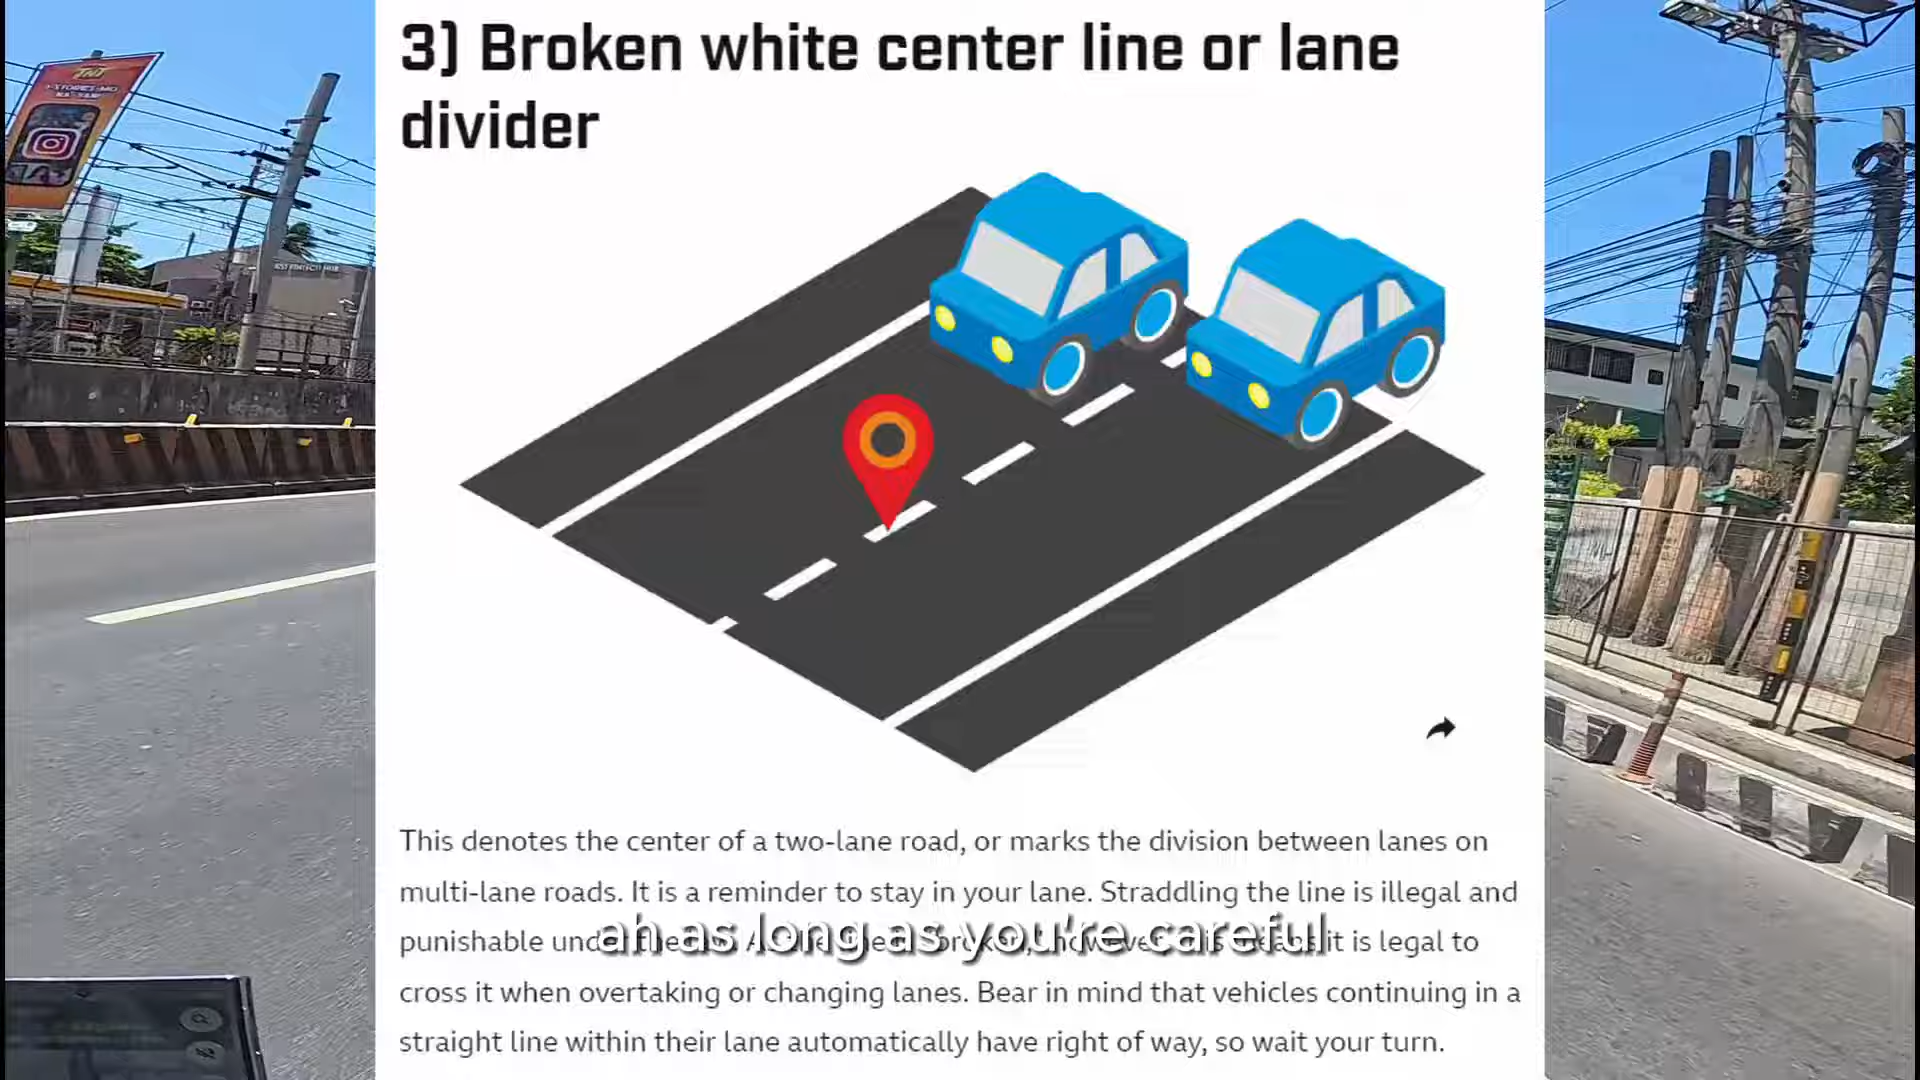 3) Broken white center line or lane
divider
TNT
This denotes the center of a two-lane road, or marks the division between lanes on
multi-lane roads. It is a reminder to stay in your lane. Straddling the line is illegal and
punishable it is legal to
ah as long as you're careful
cross it when overtaking or changing lanes. Bear in mind that vehicles continuing in a
straight line within their lane automatically have right of way, so wait your turn.